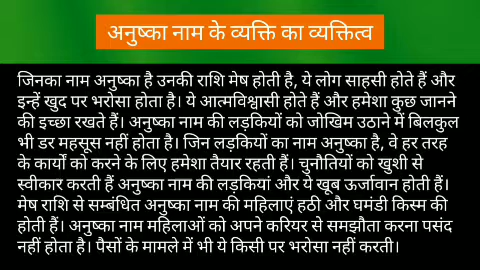 अनुष्का नाम के व्यक्ति का व्यक्तित्व
जिनका नाम अनुष्का है उनकी राशि मेष होती है, ये लोग साहसी होते हैं और
इन्हें खुद पर भरोसा होता है। ये आत्मविश्वासी होते हैं और हमेशा कुछ जानने
की इच्छा रखते हैं। अनुष्का नाम की लड़कियों को जोखिम उठाने में बिलकुल
भी डर महसूस नहीं होता है। जिन लड़कियों का नाम अनुष्का है, वे हर तरह
के कार्यों को करने के लिए हमेशा तैयार रहती हैं। चुनौतियों को खुशी से
स्वीकार करती हैं अनुष्का नाम की लड़कियां और ये खूब ऊर्जावान होती हैं।
मेष राशि से सम्बंधित अनुष्का नाम की महिलाएं हठी और घमंडी किस्म की
होती हैं। अनुष्का नाम महिलाओं को अपने करियर से समझौता करना पसंद
नहीं होता है। पैसों के मामले में भी ये किसी पर भरोसा नहीं करती।